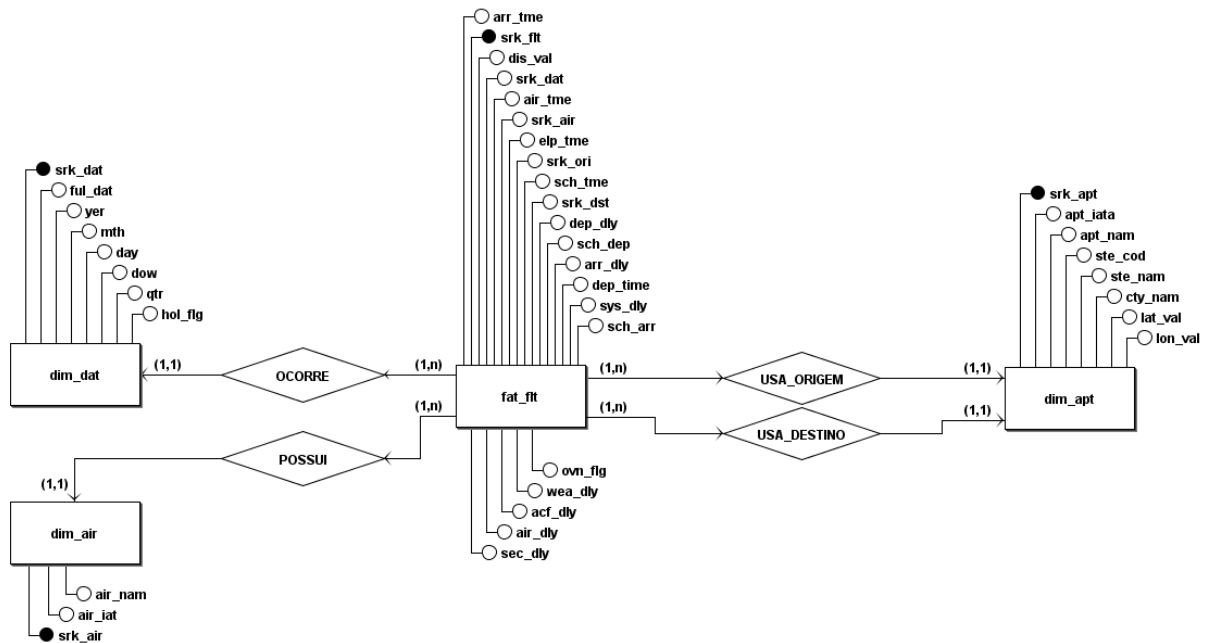 arr_tme
srk_flt
dis_val
srk_dat
air_tme
srk_air
elp_tme
srk_ori
sch_tme
srk_dst
dep_dly
sch_dep
arr_dly
dep_time
sys_dly
sch_arr
srk_dat
ful_dat
yer
mth
day
dow
qtr
hol_flg
srk_apt
apt_iata
apt_nam
ste_cod
ste_nam
cty_nam
lat_val
lon_val
dim_dat
(1,1)
OCORRE
(1,n)
fat_flt
(1,n)
USA_ORIGEM
(1,1)
dim_apt
(1,n)
USA_DESTINO
(1,1)
(1,n)
POSSUI
(1,1)
dim_air
ovn_flg
wea_dly
acf_dly
air_dly
sec_dly
air_nam
air_iat
srk_air